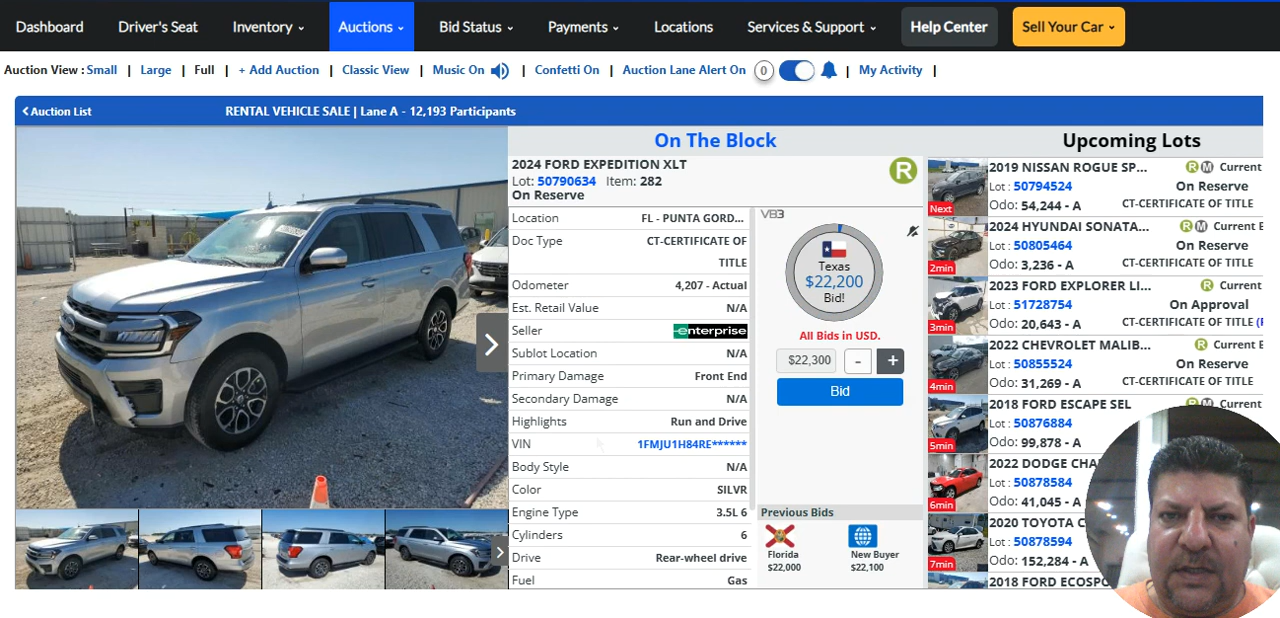 Dashboard Driver's Seat Inventory Auctions Bid Status Payments Locations Services & Support Help Center Sell Your Car
Auction View : Small | Large | Full | + Add Auction | Classic View | Music On | Confetti On | Auction Lane Alert On 0 | My Activity |
Auction List RENTAL VEHICLE SALE | Lane A - 12,193 Participants
On The Block
2024 FORD EXPEDITION XLT
Lot: 50790634 Item: 282
On Reserve
R
Location FL - PUNTA GORD...
Doc Type CT-CERTIFICATE OF
TITLE
Odometer 4,207 - Actual
Est. Retail Value N/A
Seller enterprise
Sublot Location N/A
Primary Damage Front End
Secondary Damage N/A
Highlights Run and Drive
VIN 1FMJU1H84RE******
Body Style N/A
Color SILVR
Engine Type 3.5L 6
Cylinders 6
Drive Rear-wheel drive
Fuel Gas
VB3
Texas
$22,200
Bid!
All Bids in USD.
$22,300 - +
Bid
Previous Bids
Florida
$22,000
New Buyer
$22,100
Upcoming Lots
2019 NISSAN ROGUE SP... R M Current
Lot : 50794524 On Reserve
Next Odo: 54,244 - A CT-CERTIFICATE OF TITLE
2024 HYUNDAI SONATA... R M Current B
Lot : 50805464 On Reserve
2min Odo: 3,236 - A CT-CERTIFICATE OF TITLE
2023 FORD EXPLORER LI... R Current
Lot : 51728754 On Approval
3min Odo: 20,643 - A CT-CERTIFICATE OF TITLE (
2022 CHEVROLET MALIB... R Current B
Lot : 50855524 On Reserve
4min Odo: 31,269 - A CT-CERTIFICATE OF TITLE
2018 FORD ESCAPE SEL R M Current
Lot : 50876884
5min Odo: 99,878 - A
2022 DODGE CHA
Lot : 50878584
6min Odo: 41,045 - A
2020 TOYOTA C
Lot : 50878594
7min Odo: 152,284 - A
2018 FORD ECOSPO